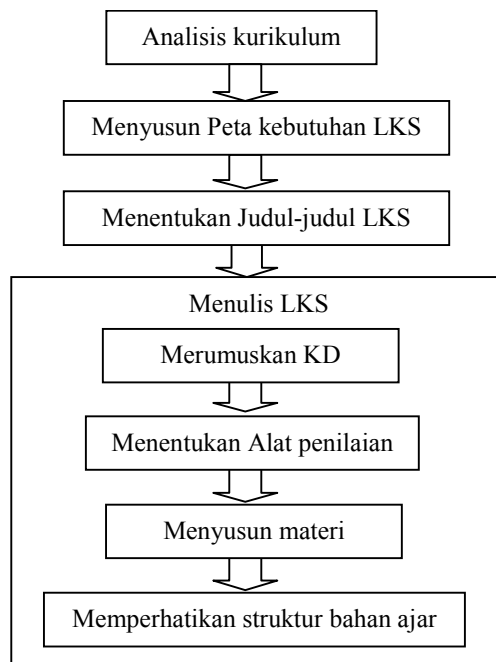 Analisis kurikulum
Menyusun Peta kebutuhan LKS
Menentukan Judul-judul LKS
Menulis LKS
Merumuskan KD
Menentukan Alat penilaian
Menyusun materi
Memperhatikan struktur bahan ajar